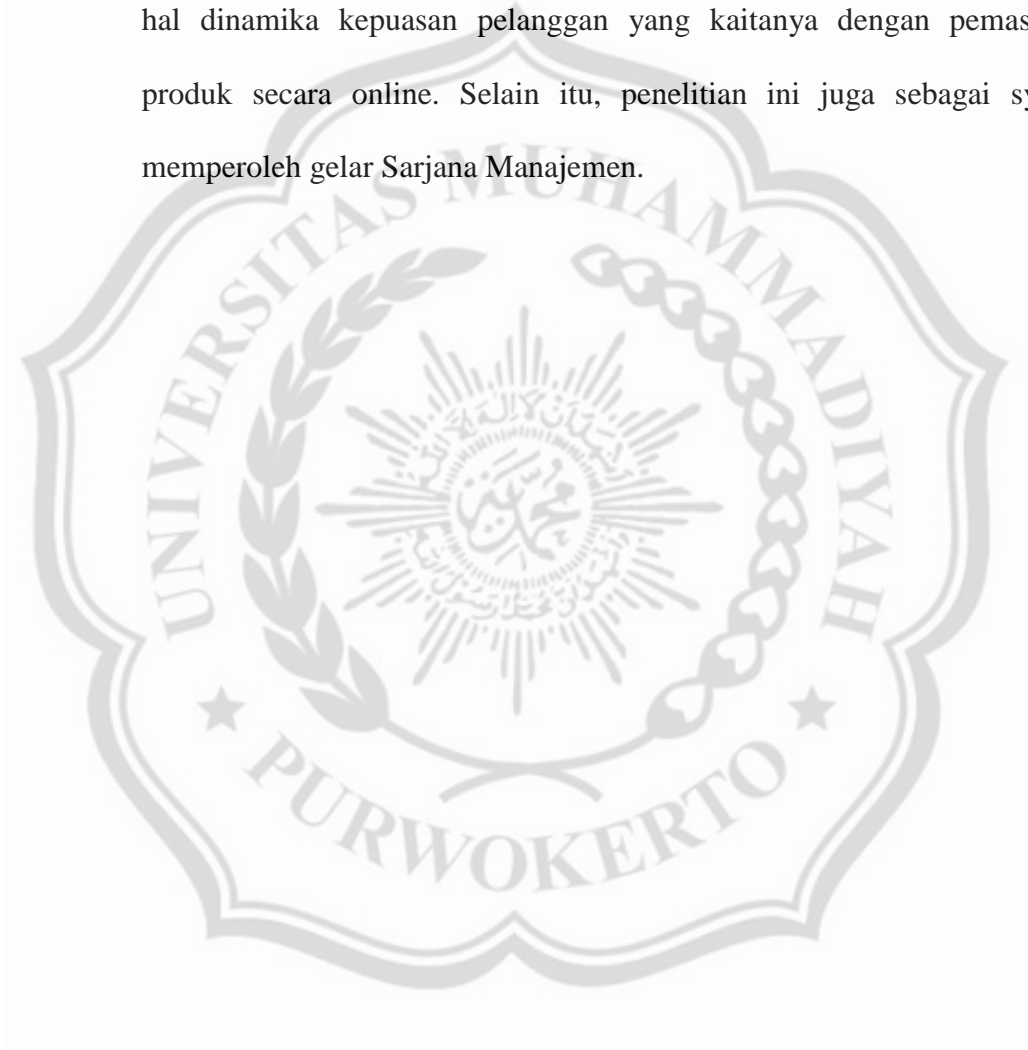 hal dinamika kepuasan pelanggan yang kaitanya dengan pemas
produk secara online. Selain itu, penelitian ini juga sebagai sy
memperoleh gelar Sarjana Manajemen.
UNIVERSITAS MUHAMMADIYAH
PURWOKERTO